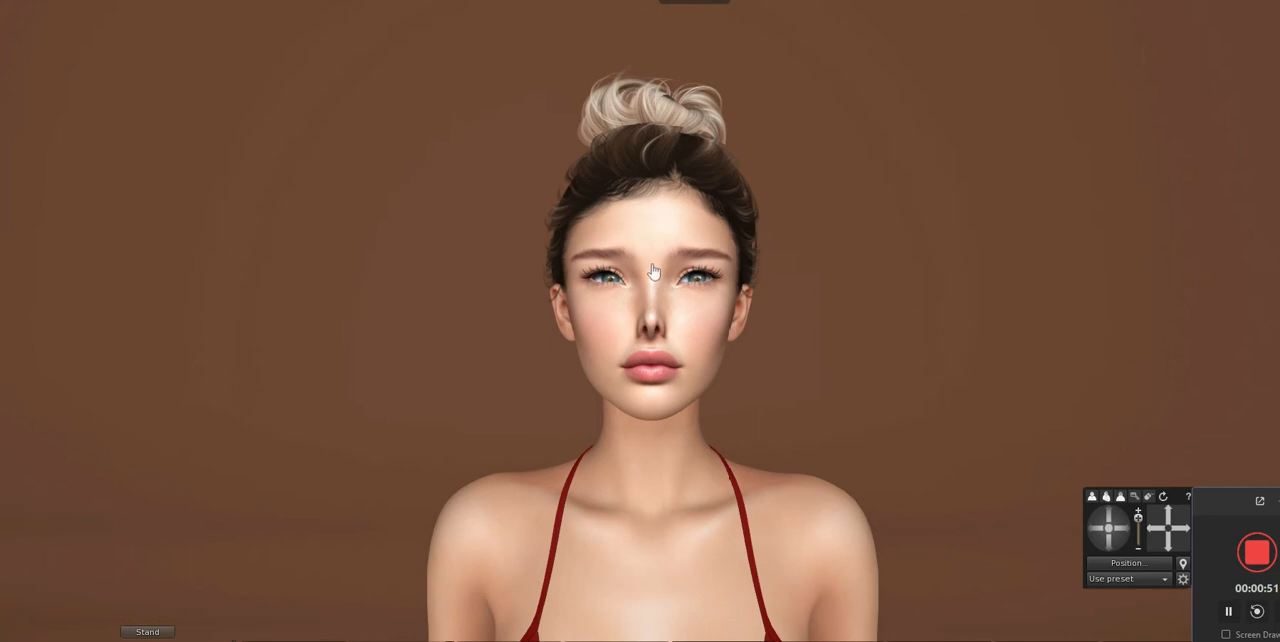 ?
Position...
Use preset
00:00:51
Screen Draw
Stand